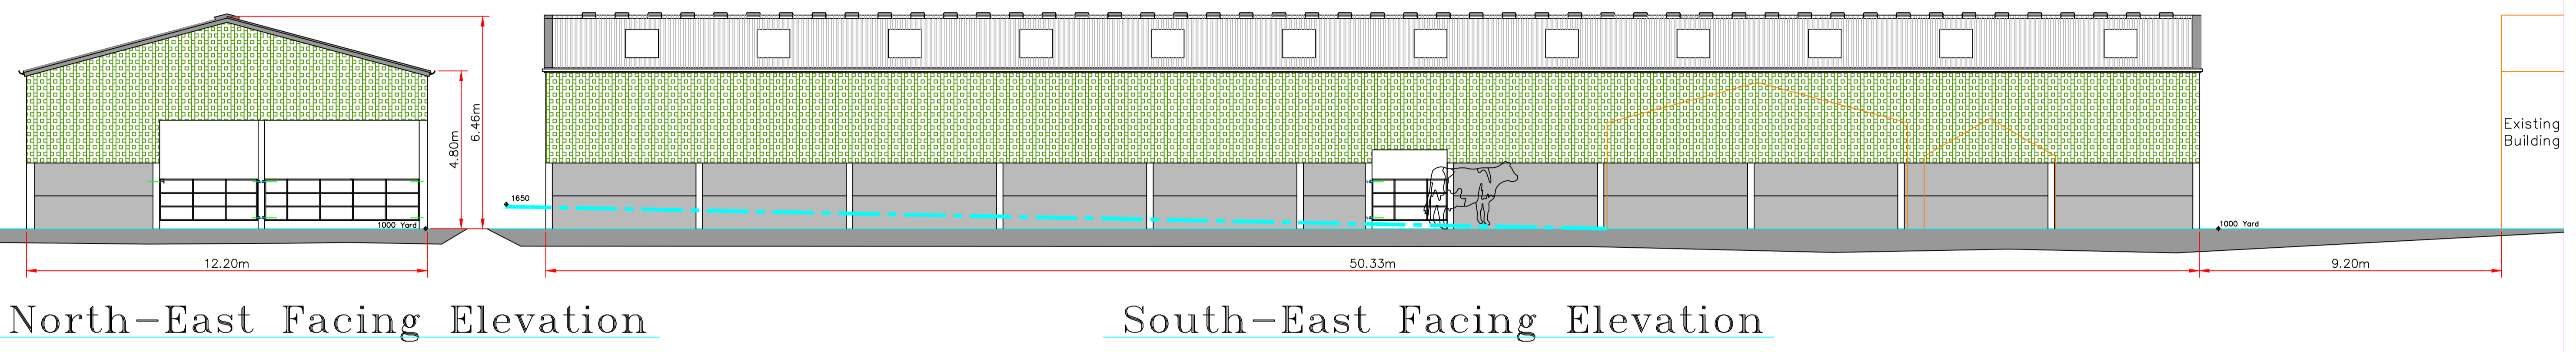 6.46m
4.80m
1000 Yard
12.20m
North-East Facing Elevation
1650
50.33m
South-East Facing Elevation
1000 Yard
9.20m
Existing
Building